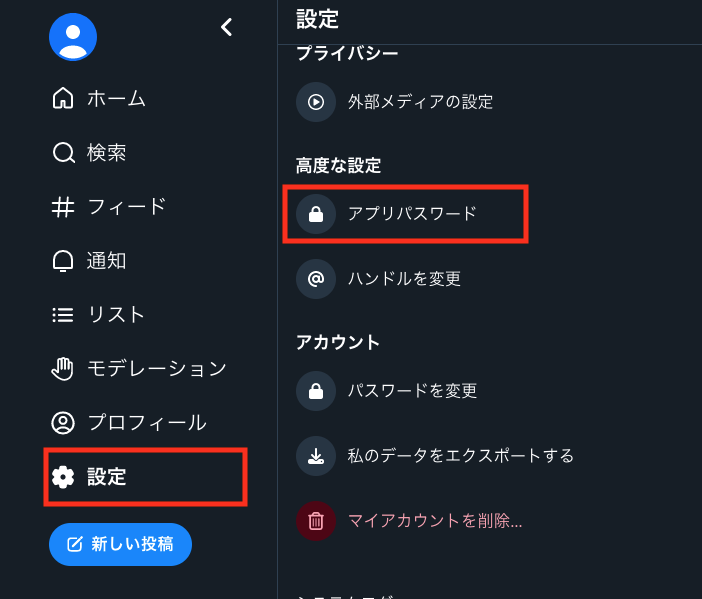 ホーム
検索
フィード
通知
リスト
モデレーション
プロフィール
設定
新しい投稿
設定
プライバシー
外部メディアの設定
高度な設定
アプリパスワード
ハンドルを変更
アカウント
パスワードを変更
私のデータをエクスポートする
マイアカウントを削除...